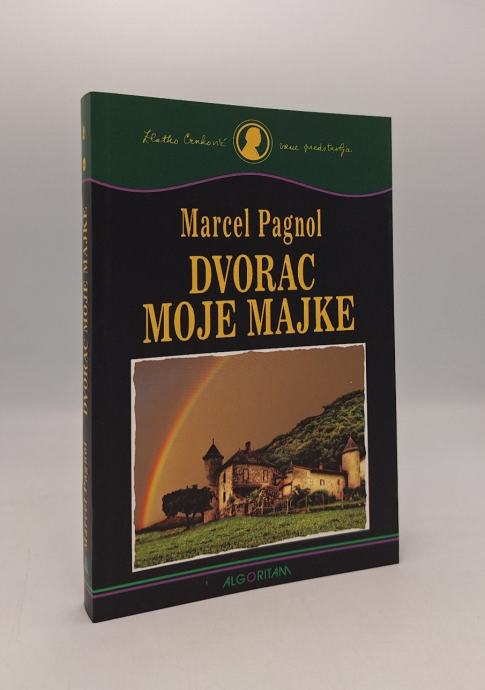 Zlatko Crnković vam predstavlja
Marcel Pagnol
DVORAC
MOJE MAJKE
ALGORITAM
Marcel Pagnol DVORAC MOJE MAJKE